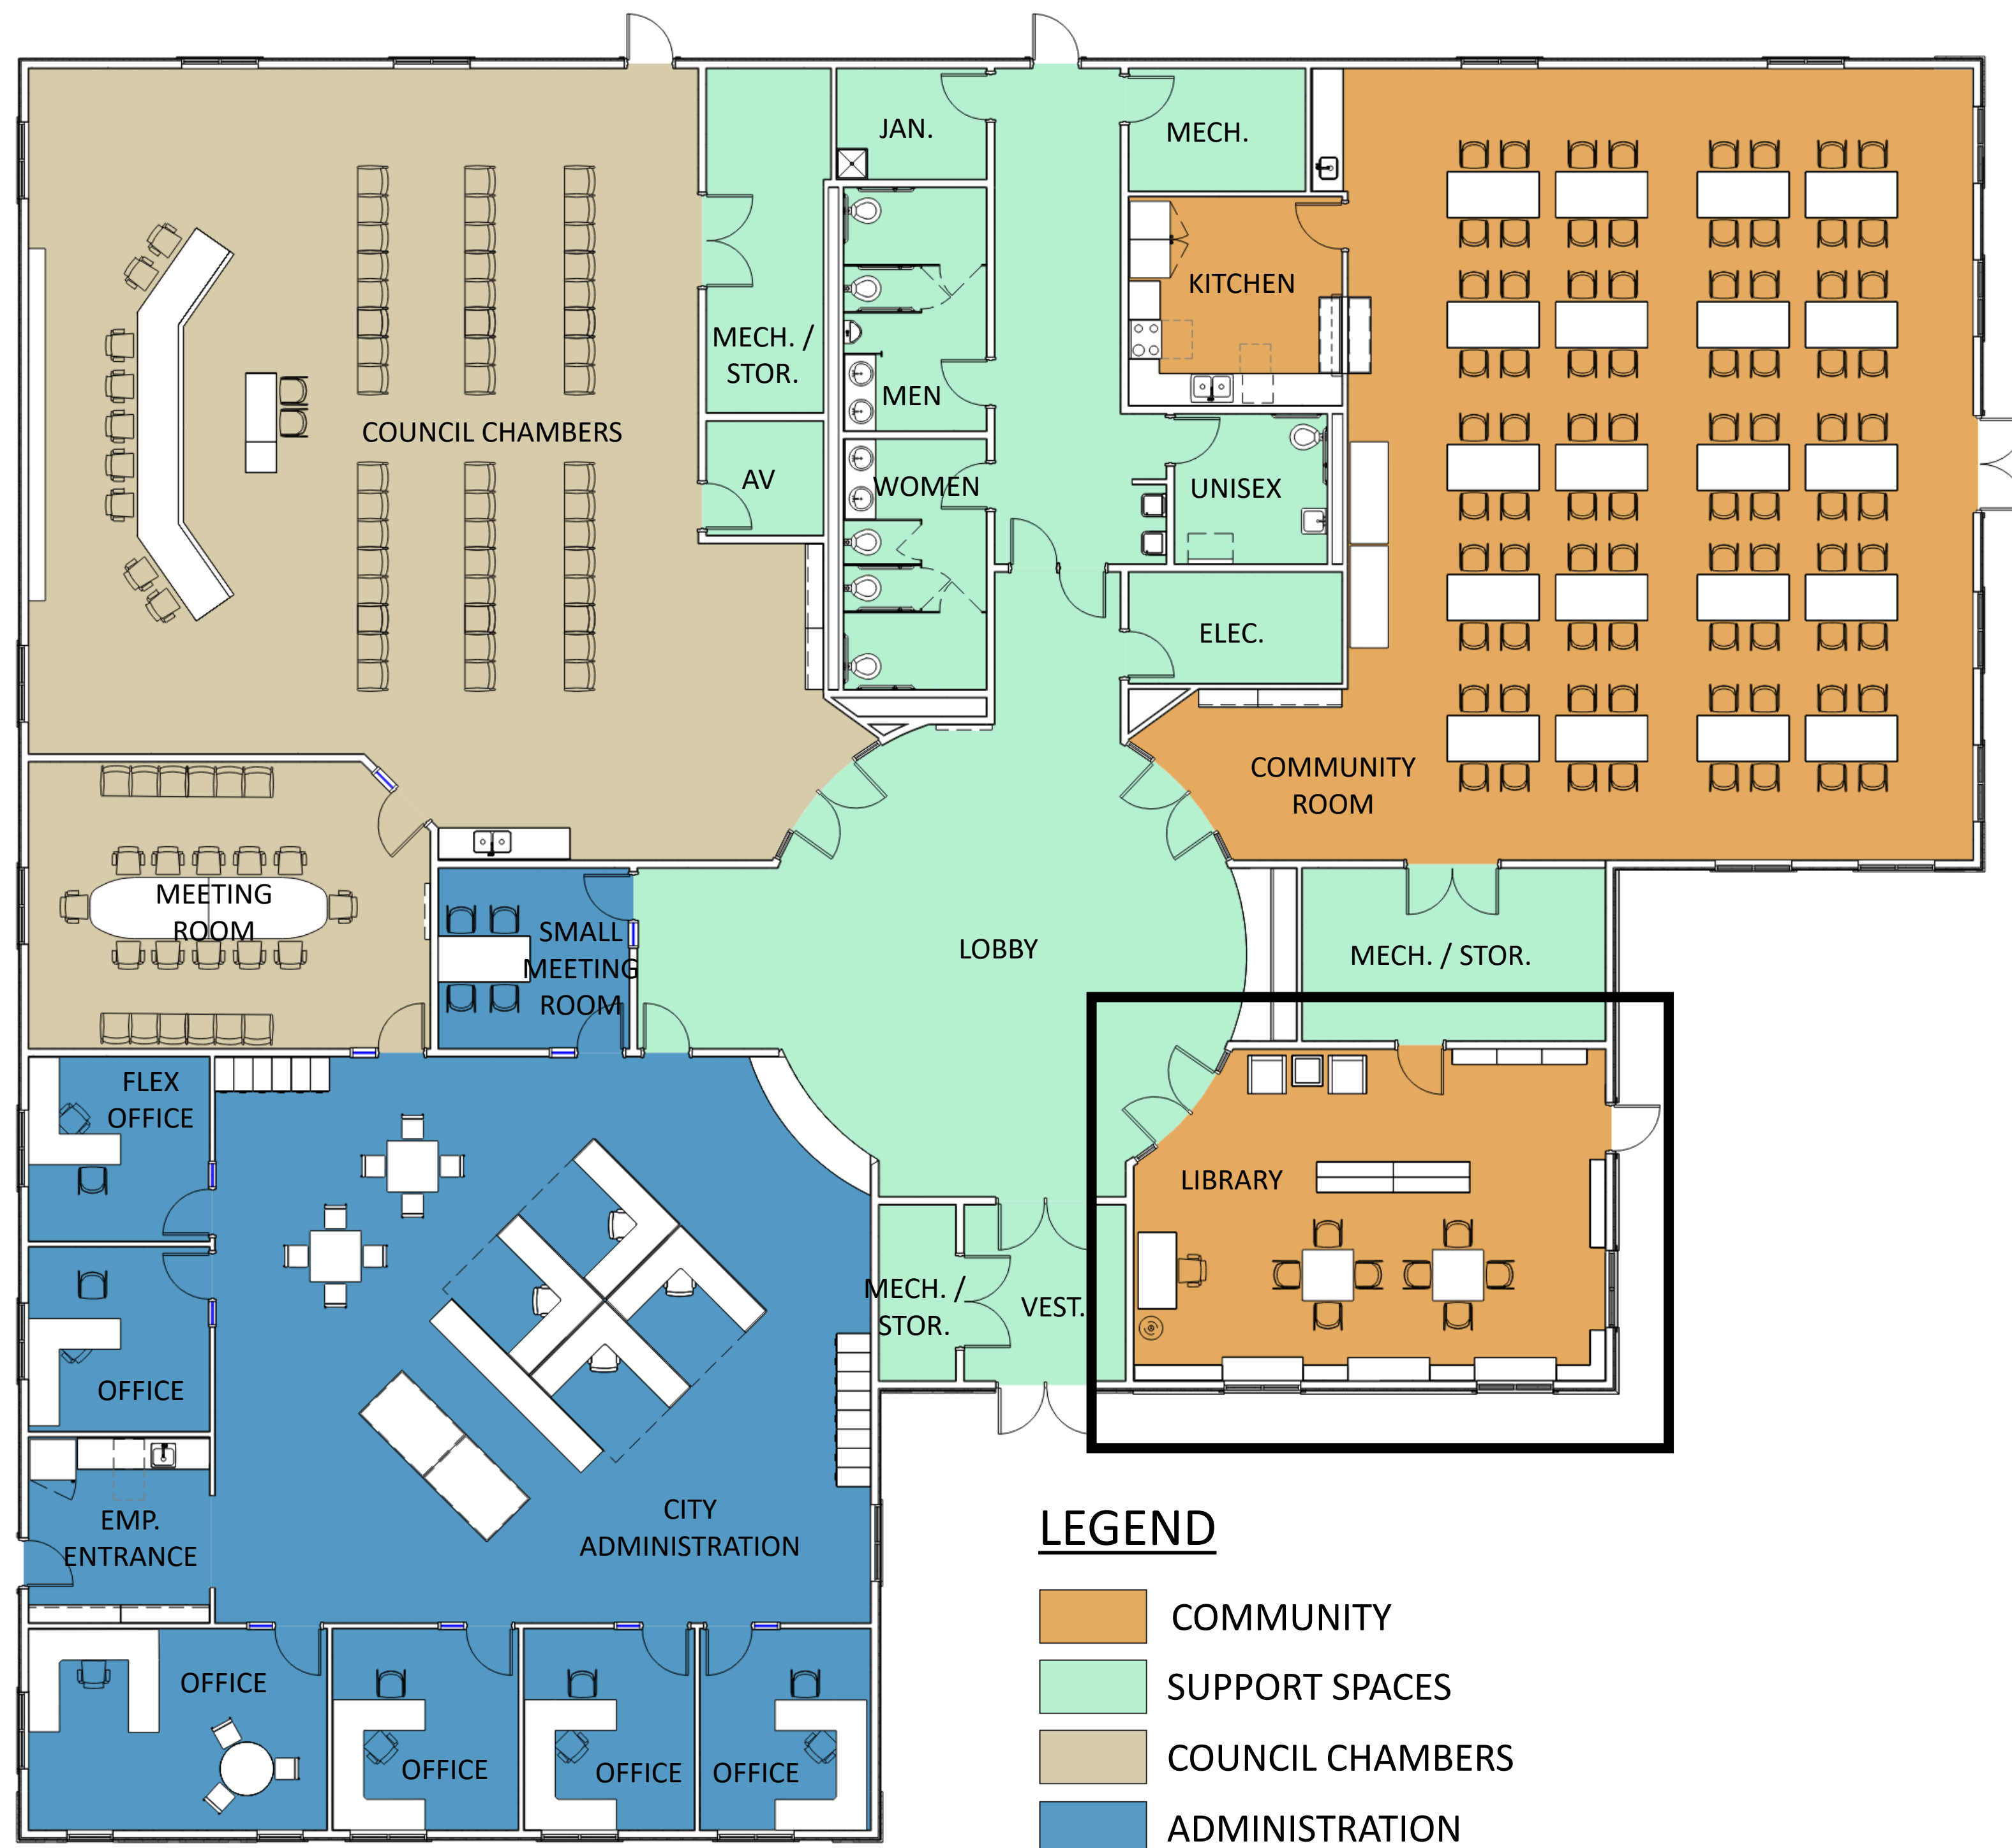 JAN.
MECH.
KITCHEN
MECH. /
STOR.
MEN
COUNCIL CHAMBERS
AV
WOMEN
UNISEX
ELEC.
COMMUNITY
ROOM
MEETING
ROOM
SMALL
MEETING
ROOM
LOBBY
MECH. / STOR.
FLEX
OFFICE
LIBRARY
MECH. /
STOR.
VEST.
OFFICE
EMP.
ENTRANCE
CITY
ADMINISTRATION
OFFICE
OFFICE
OFFICE
OFFICE
LEGEND
COMMUNITY
SUPPORT SPACES
COUNCIL CHAMBERS
ADMINISTRATION